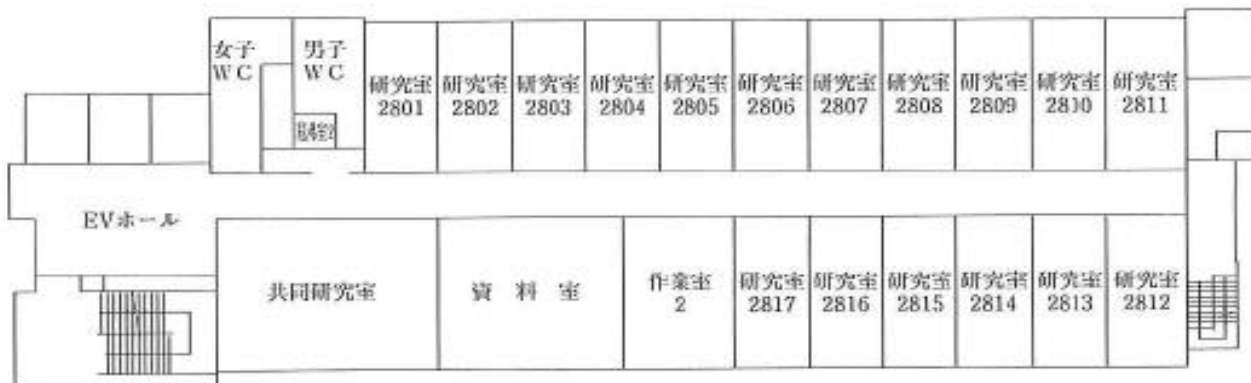 女子
WC
男子
WC
研究室
2801
研究室
2802
研究室
2803
研究室
2804
研究室
2805
研究室
2806
研究室
2807
研究室
2808
研究室
2809
研究室
2810
研究室
2811
EVホール
共同研究室
資料室
作業室
2
研究室
2817
研究室
2816
研究室
2815
研究室
2814
研究室
2813
研究室
2812